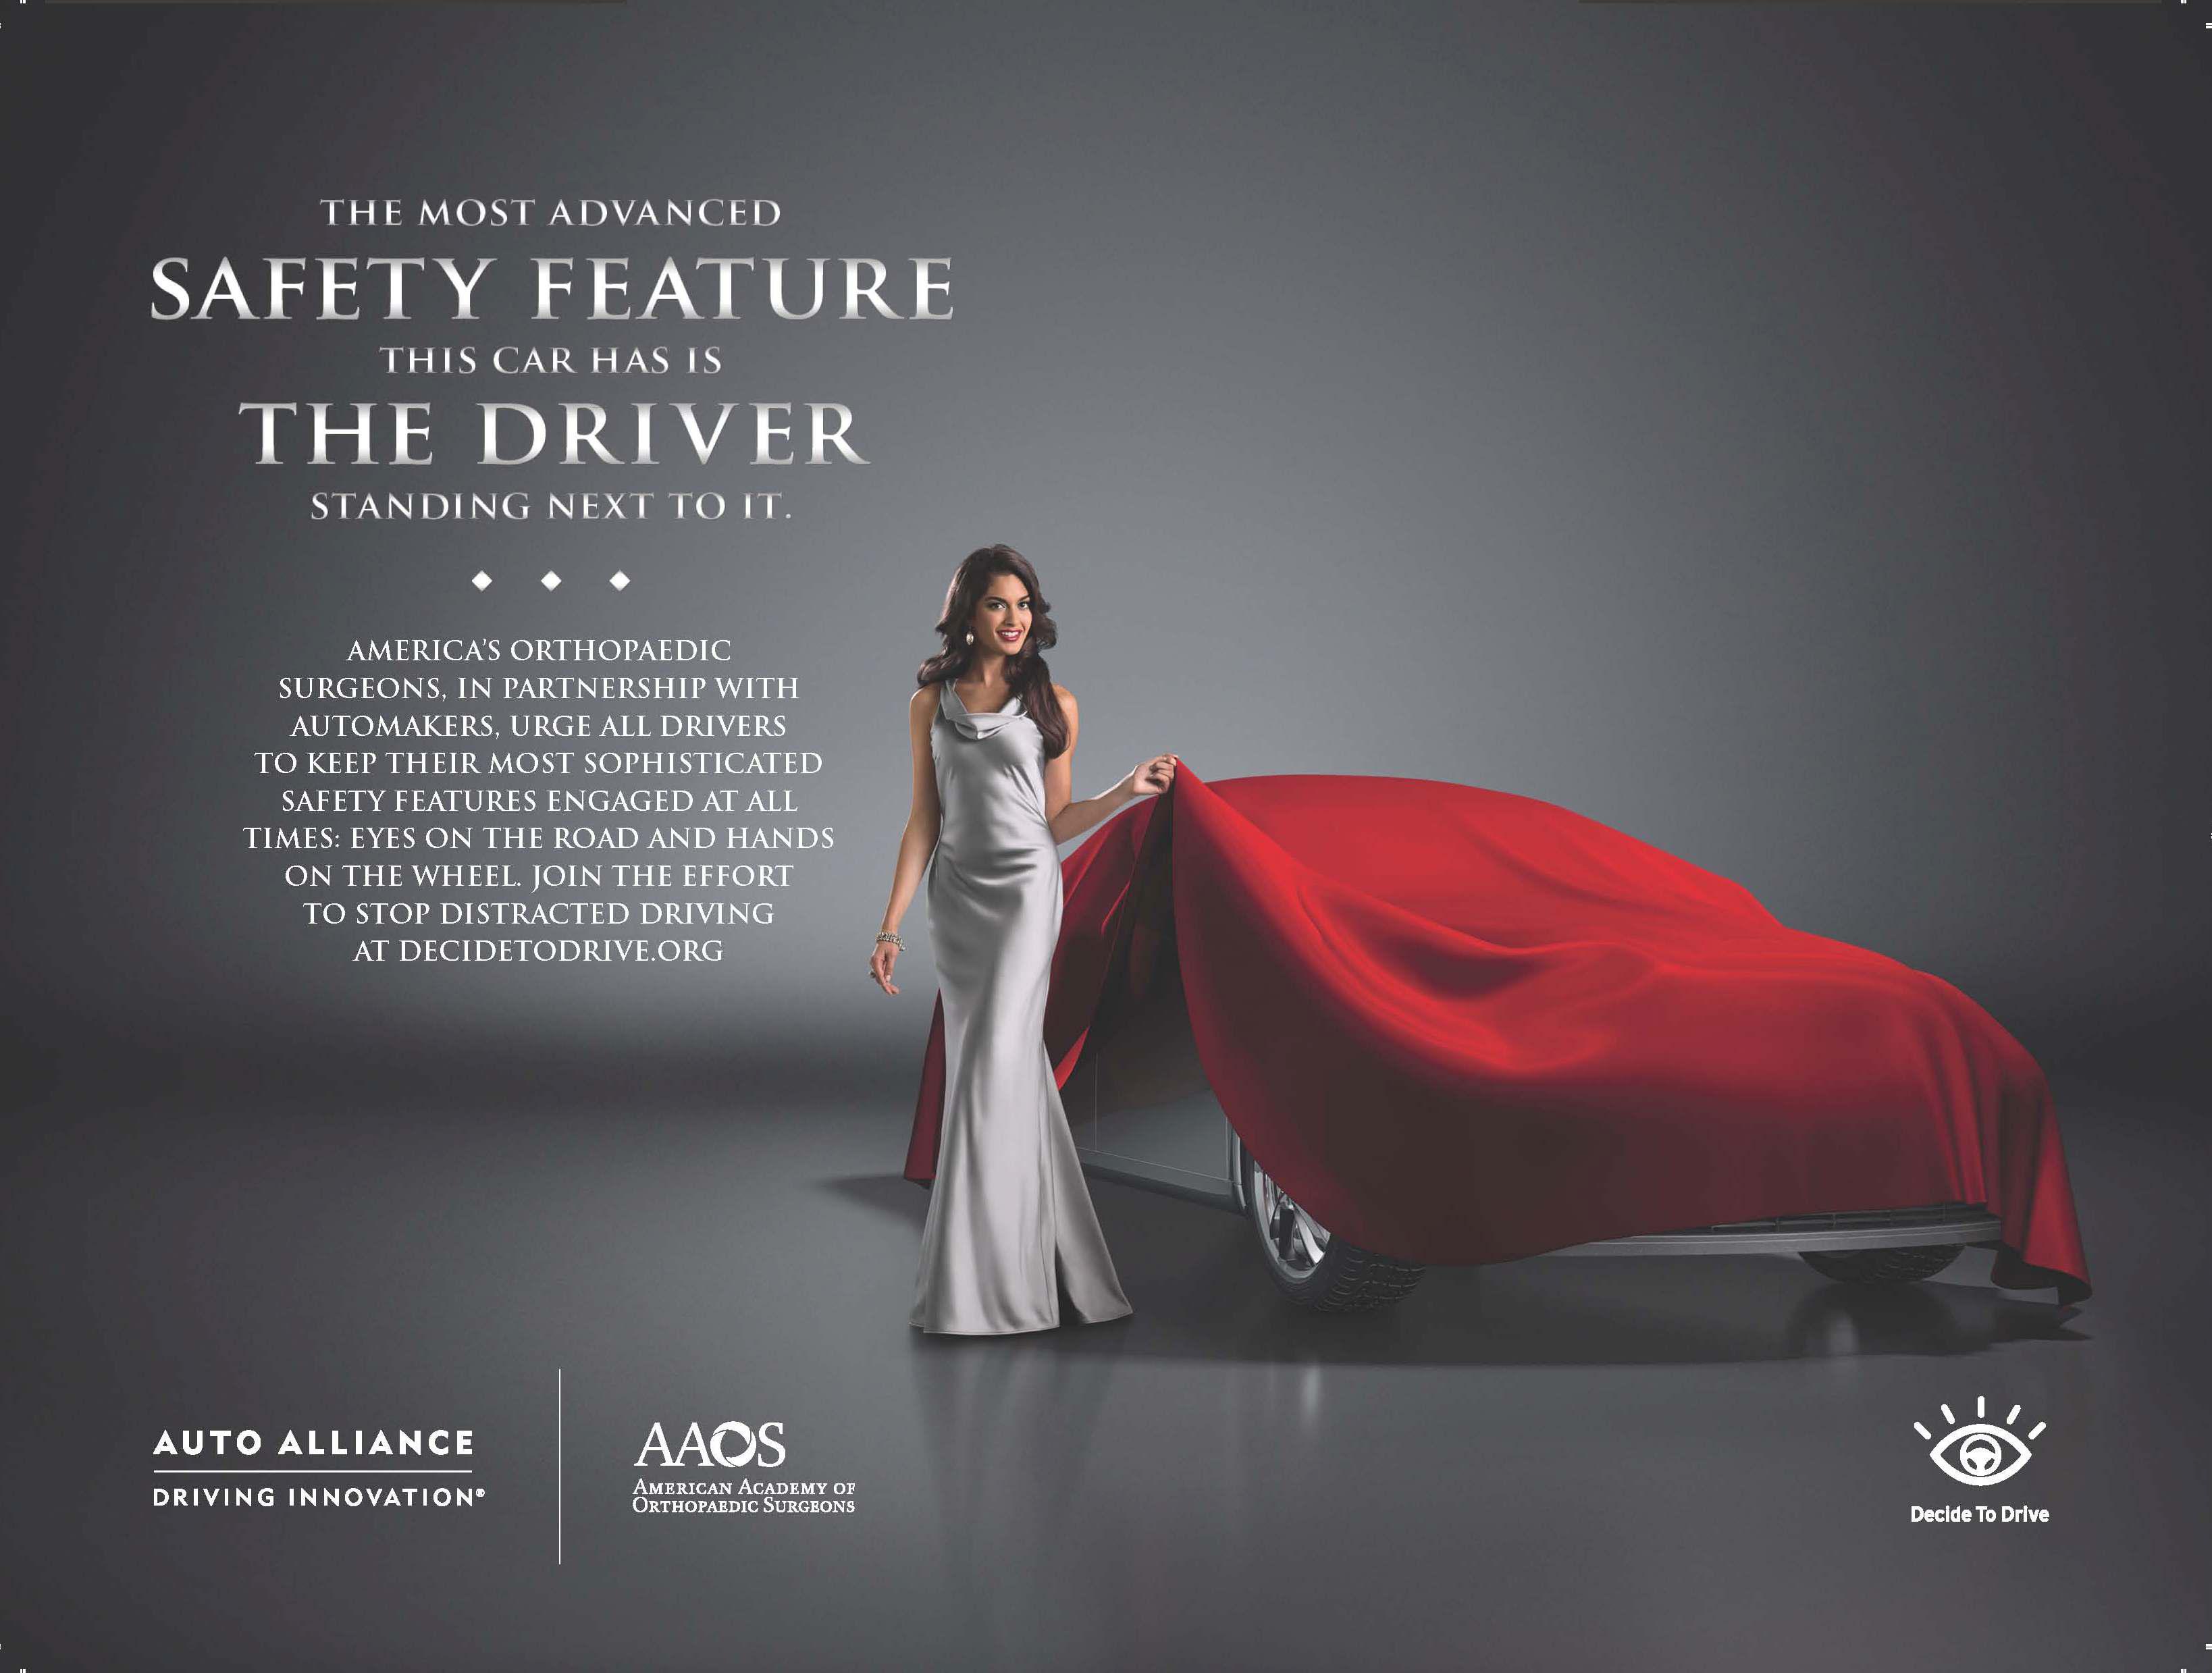 THE MOST ADVANCED
SAFETY FEATURE
THIS CAR HAS IS
THE DRIVER
STANDING NEXT TO IT.
AMERICA'S ORTHOPAEDIC
SURGEONS, IN PARTNERSHIP WITH
AUTOMAKERS, URGE ALL DRIVERS
TO KEEP THEIR MOST SOPHISTICATED
SAFETY FEATURES ENGAGED AT ALL
TIMES: EYES ON THE ROAD AND HANDS
ON THE WHEEL. JOIN THE EFFORT
TO STOP DISTRACTED DRIVING
AT DECIDETODRIVE.ORG
AUTO ALLIANCE
DRIVING INNOVATION®
AAOS
AMERICAN ACADEMY OF
ORTHOPAEDIC SURGEONS
Decide To Drive